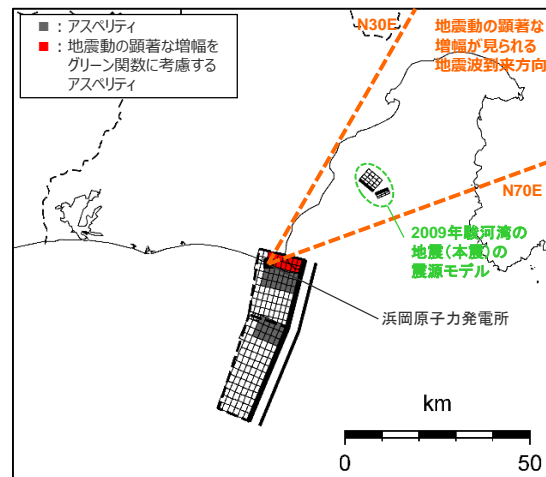 ：アスペリティ
：地震動の顕著な増幅を
グリーン関数に考慮する
アスペリティ
N30E
地震動の顕著な
増幅が見られる
地震波到来方向
N70E
2009年駿河湾の
地震（本震）の
震源モデル
浜岡原子力発電所
km
0
50